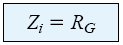 Z_i = R_G